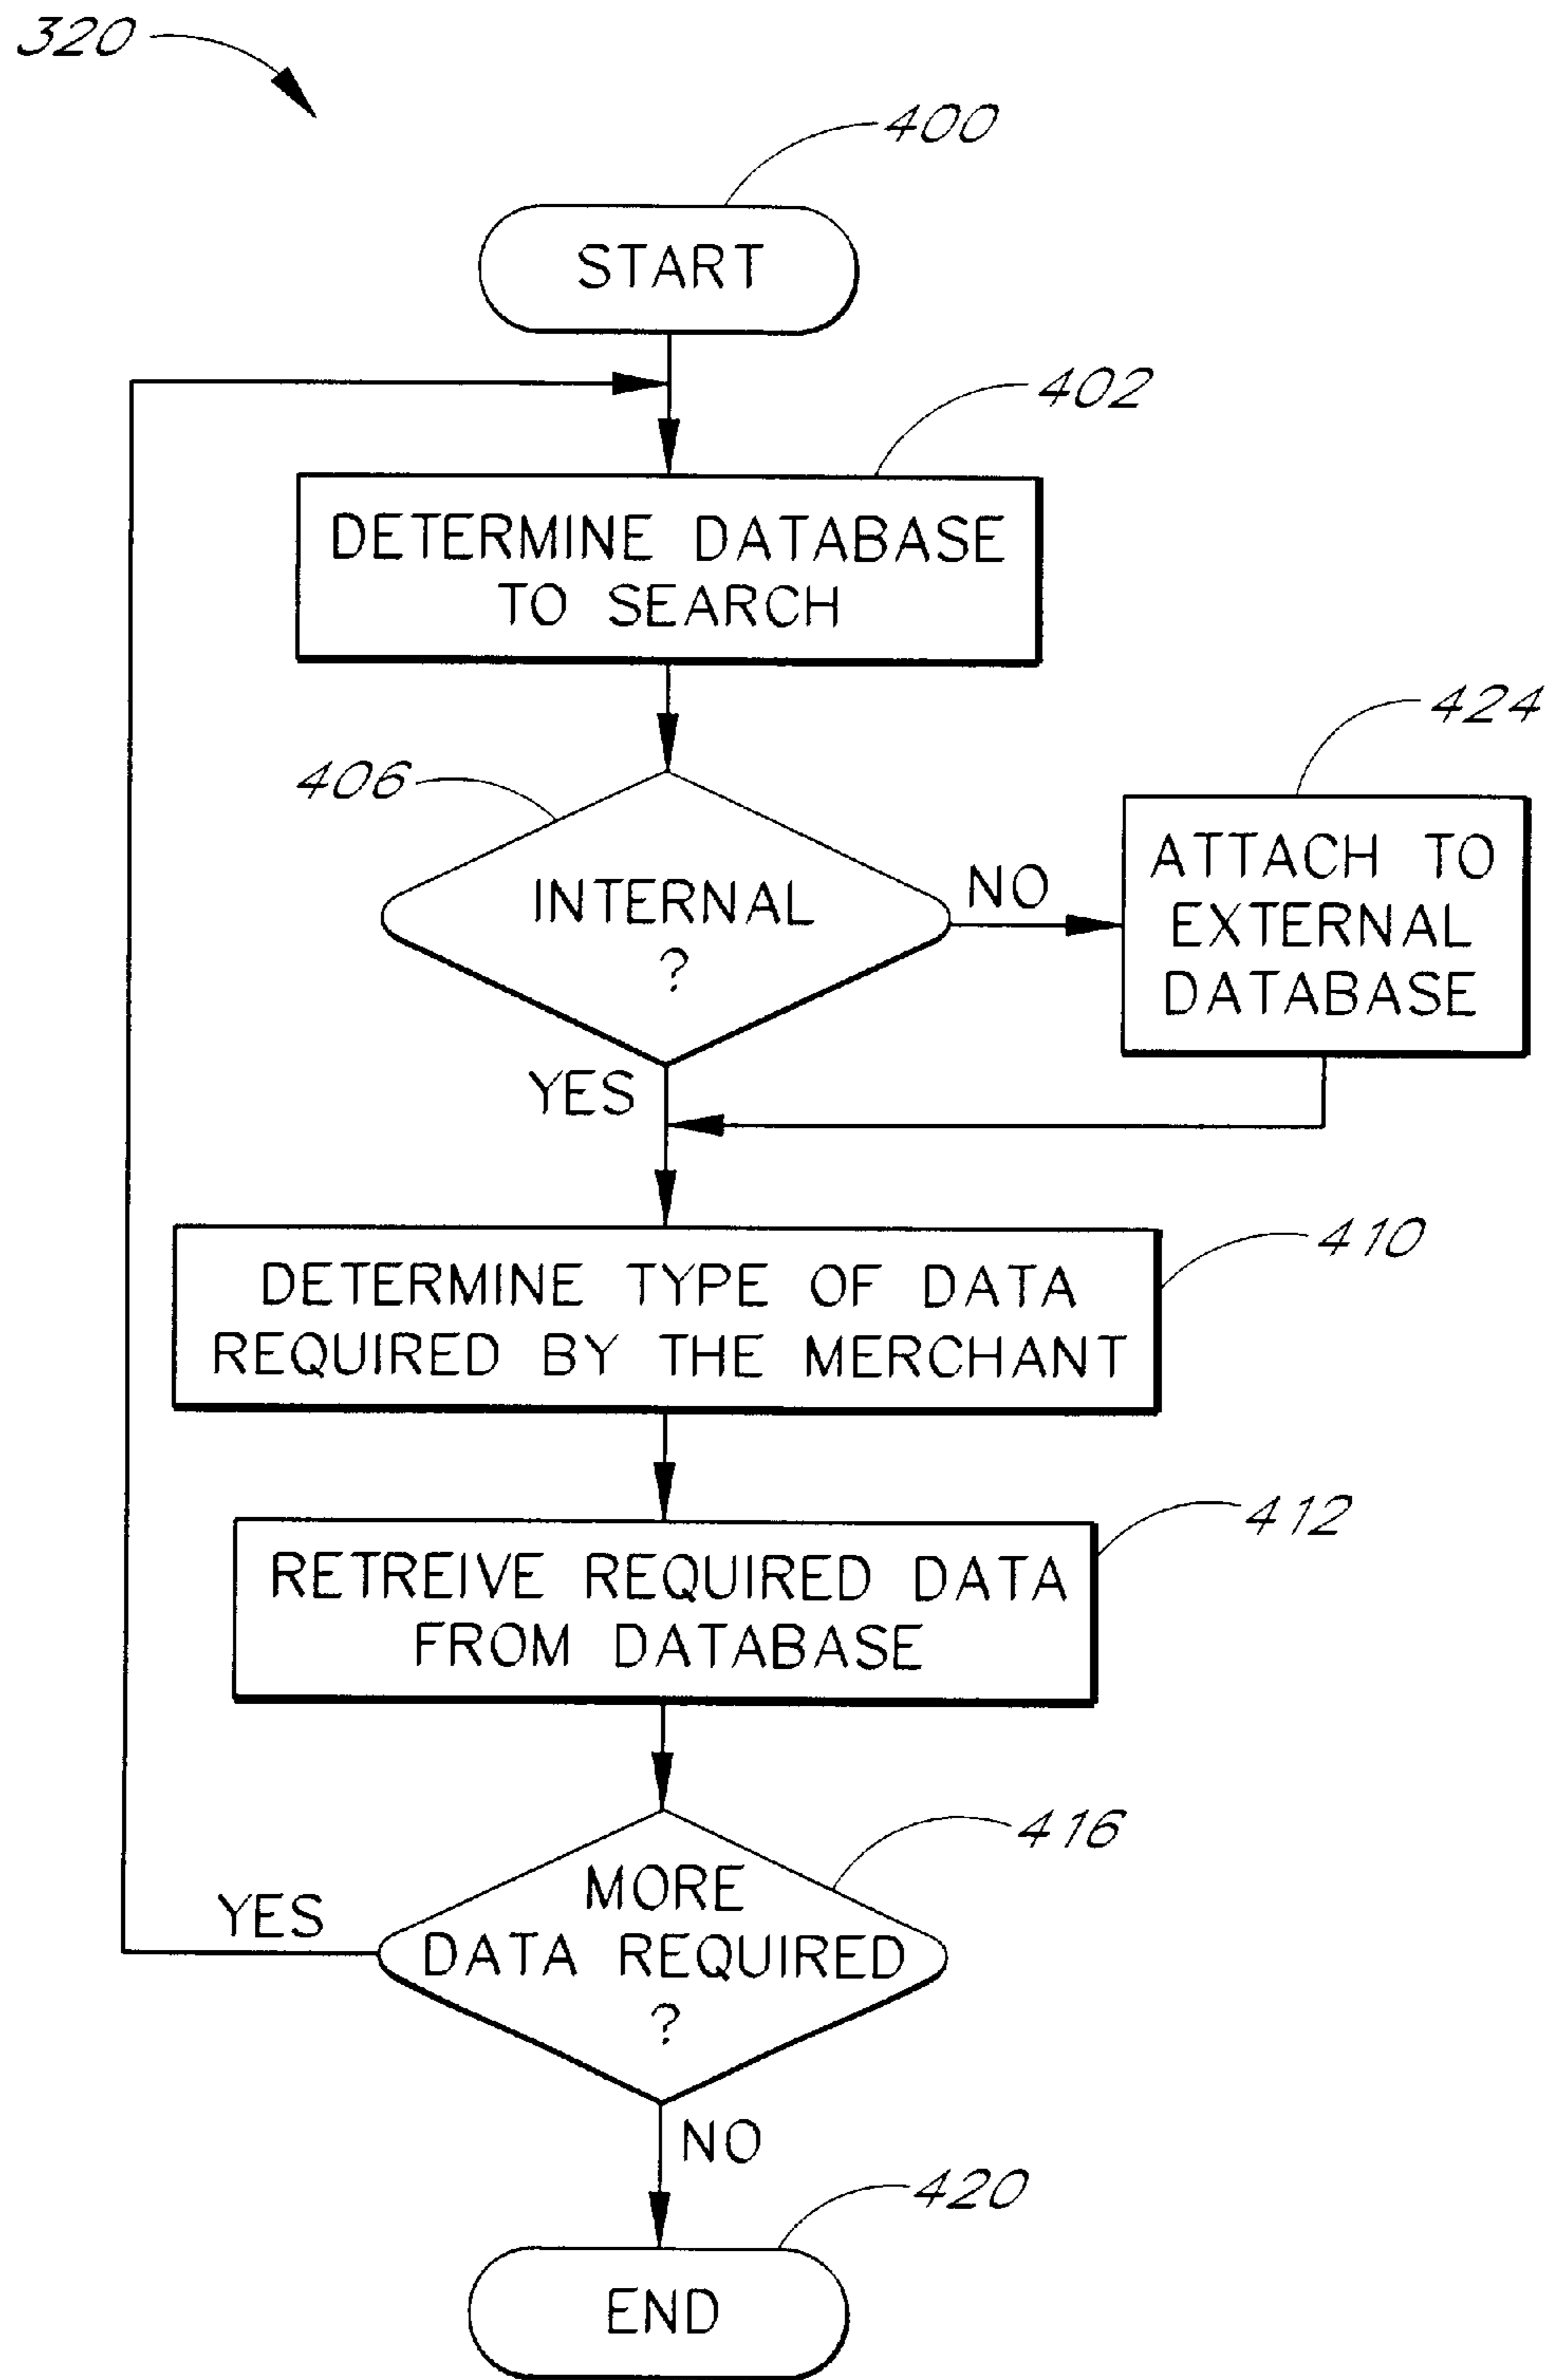 320
400
START
402
DETERMINE DATABASE
TO SEARCH
424
406
INTERNAL
?
NO
ATTACH TO
EXTERNAL
DATABASE
YES
410
DETERMINE TYPE OF DATA
REQUIRED BY THE MERCHANT
412
RETREIVE REQUIRED DATA
FROM DATABASE
416
MORE
DATA REQUIRED
?
YES
NO
420
END